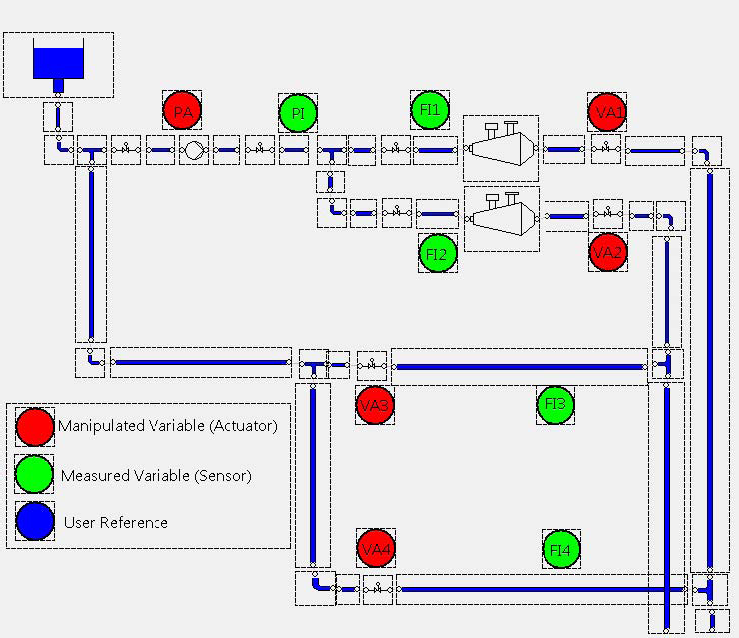 PA
PI
FI1
VA1
FI2
VA2
VA3
FI3
Manipulated Variable (Actuator)
Measured Variable (Sensor)
User Reference
VA4
FI4